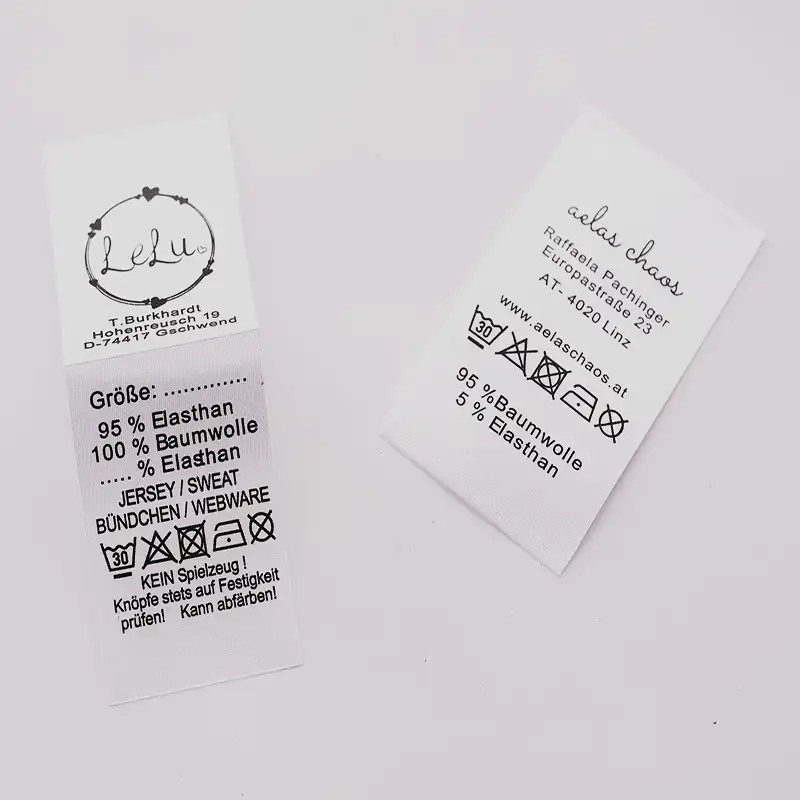 LeLu
T.Burkhardt
Hohenreusch 19
D-74417 Gschwend
Größe: .............
95 % Elasthan
100 % Baumwolle
..... % Elasthan
JERSEY / SWEAT
BÜNDCHEN / WEBWARE
30
KEIN Spielzeug !
Knöpfe stets auf Festigkeit
prüfen! Kann abfärben!
aelas chaos
Raffaela Pachinger
Europastraße 23
AT- 4020 Linz
www.aelaschaos.at
30
95 %Baumwolle
5 % Elasthan